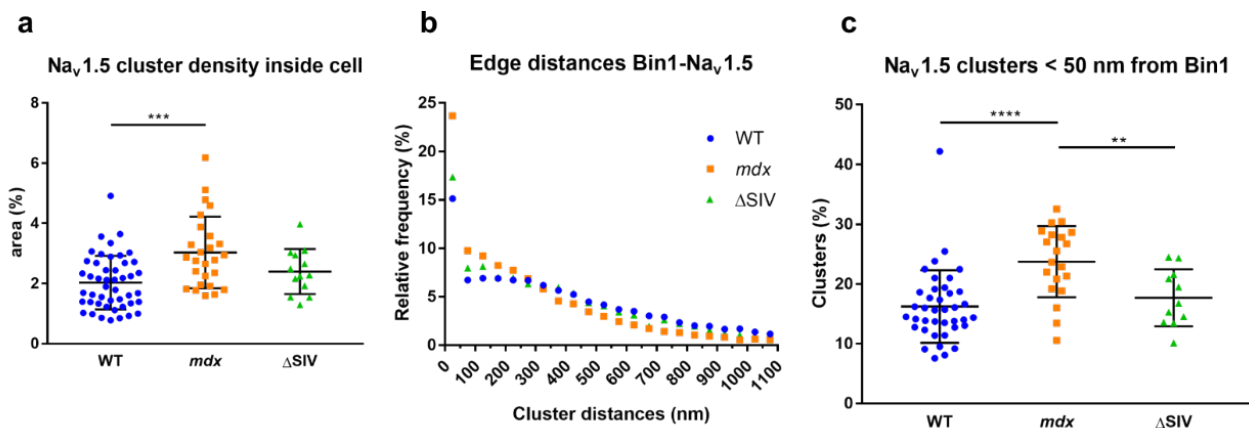 a
Na_v1.5 cluster density inside cell
area (%)
8
6
4
2
0
***
WT
mdx
ΔSIV
b
Edge distances Bin1-Na_v1.5
Relative frequency (%)
25
20
15
10
5
0
WT
mdx
ΔSIV
0
100
200
300
400
500
600
700
800
900
1000
1100
Cluster distances (nm)
c
Na_v1.5 clusters < 50 nm from Bin1
Clusters (%)
50
40
30
20
10
0
****
**
WT
mdx
ΔSIV